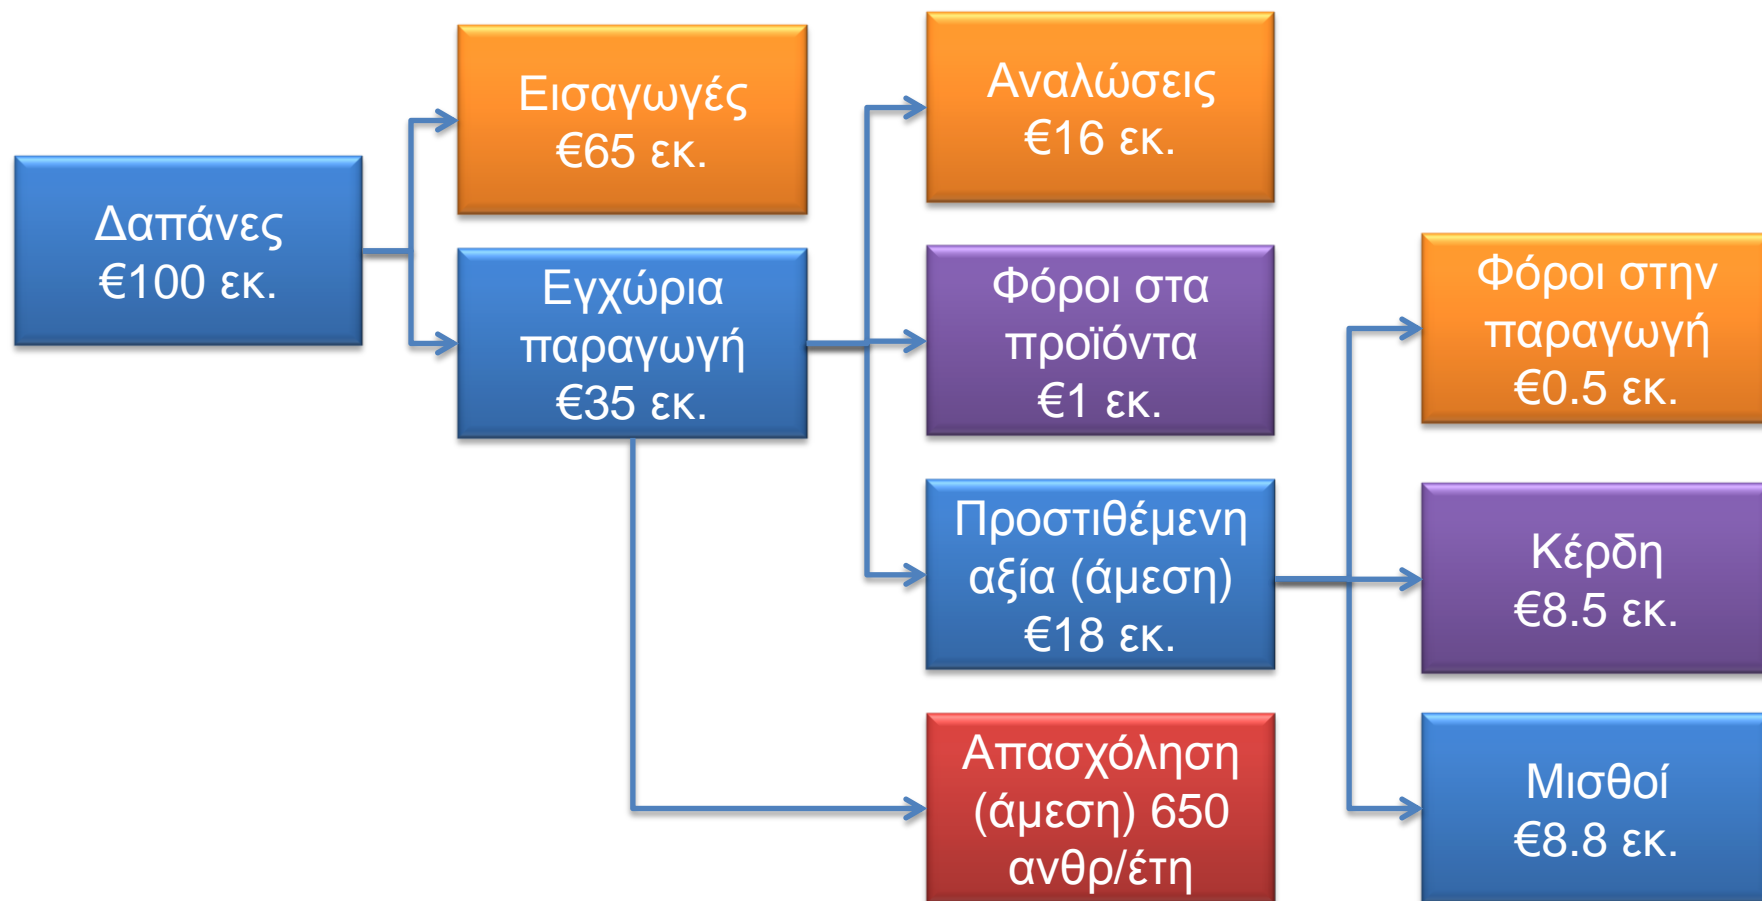 Δαπάνες
€100 εκ.
Εισαγωγές
€65 εκ.
Εγχώρια
παραγωγή
€35 εκ.
Αναλώσεις
€16 εκ.
Φόροι στα
προϊόντα
€1 εκ.
Προστιθέμενη
αξία (άμεση)
€18 εκ.
Απασχόληση
(άμεση) 650
ανθρ/έτη
Φόροι στην
παραγωγή
€0.5 εκ.
Κέρδη
€8.5 εκ.
Μισθοί
€8.8 εκ.